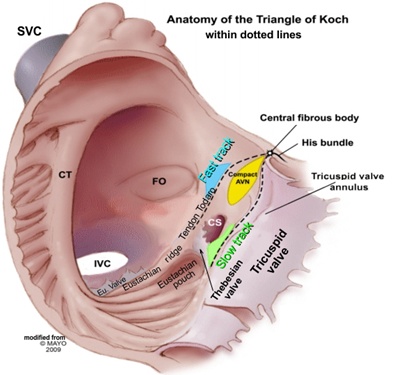 Anatomy of the Triangle of Koch
within dotted lines
SVC
Central fibrous body
His bundle
Fast track
Compact
AVN
Tricuspid valve
annulus
CT
FO
Tendon Todaro
CS
Slow track
IVC
Eu. Valve
Eustachian ridge
Eustachian
pouch
Thebesian
valve
Tricuspid
valve
modified from
© MAYO
2009